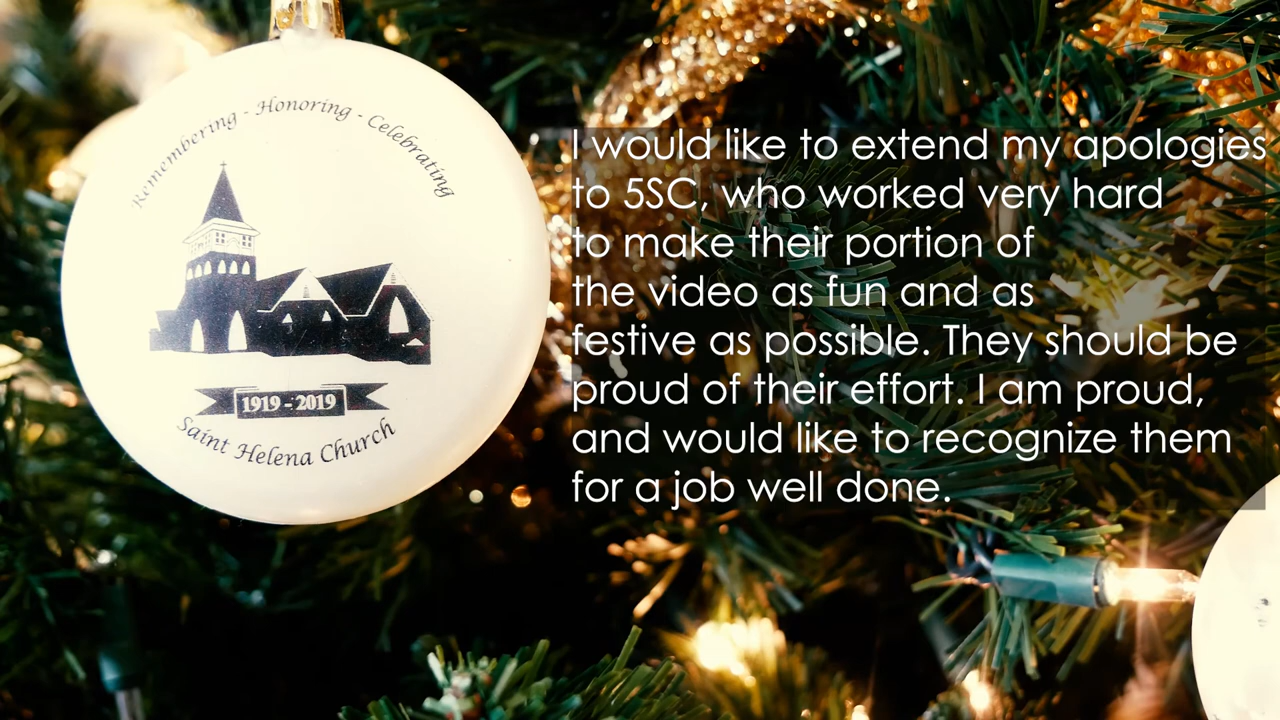 Remembering - Honoring - Celebrating
1919 - 2019
Saint Helena Church
I would like to extend my apologies
to 5SC, who worked very hard
to make their portion of
the video as fun and as
festive as possible. They should be
proud of their effort. I am proud,
and would like to recognize them
for a job well done.